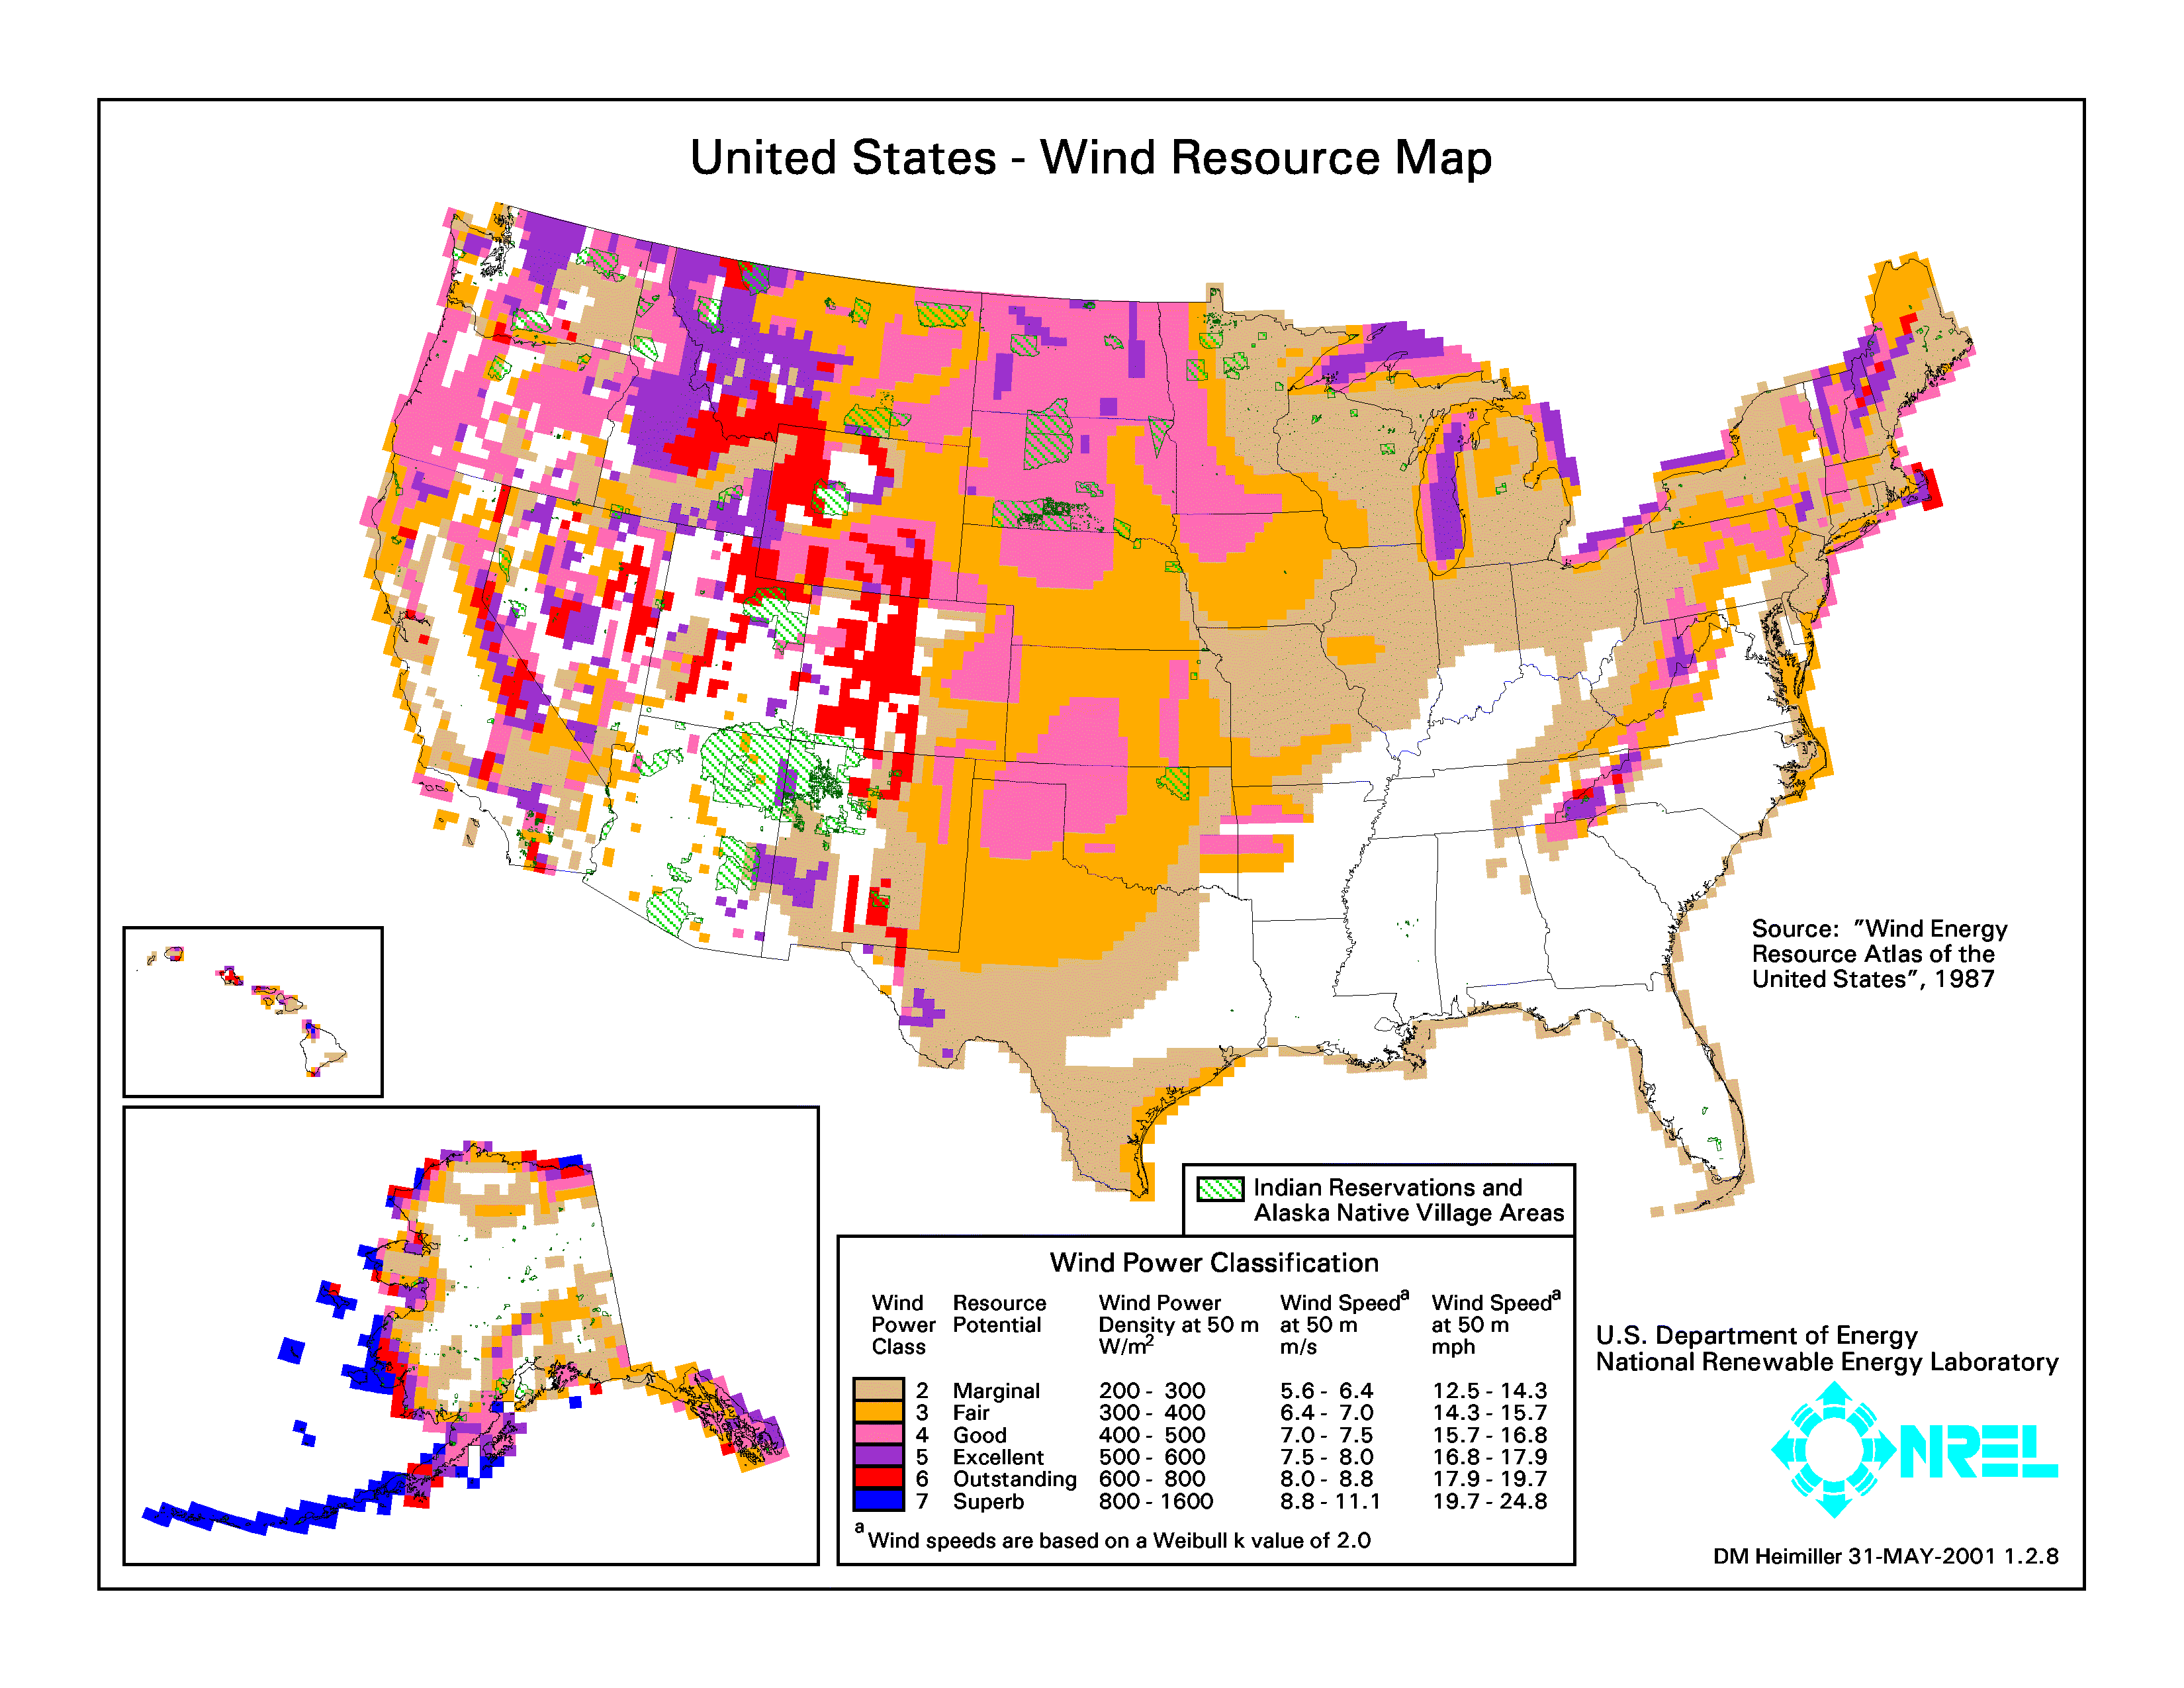 United States - Wind Resource Map
Source: "Wind Energy
Resource Atlas of the
United States", 1987
Indian Reservations and
Alaska Native Village Areas
Wind Power Classification
Wind Power Class Resource Potential Wind Power Density at 50 m W/m² Wind Speedᵃ at 50 m m/s Wind Speedᵃ at 50 m mph
2 Marginal 200 - 300 5.6 - 6.4 12.5 - 14.3
3 Fair 300 - 400 6.4 - 7.0 14.3 - 15.7
4 Good 400 - 500 7.0 - 7.5 15.7 - 16.8
5 Excellent 500 - 600 7.5 - 8.0 16.8 - 17.9
6 Outstanding 600 - 800 8.0 - 8.8 17.9 - 19.7
7 Superb 800 - 1600 8.8 - 11.1 19.7 - 24.8
ᵃ Wind speeds are based on a Weibull k value of 2.0
U.S. Department of Energy
National Renewable Energy Laboratory
NREL
DM Heimiller 31-MAY-2001 1.2.8